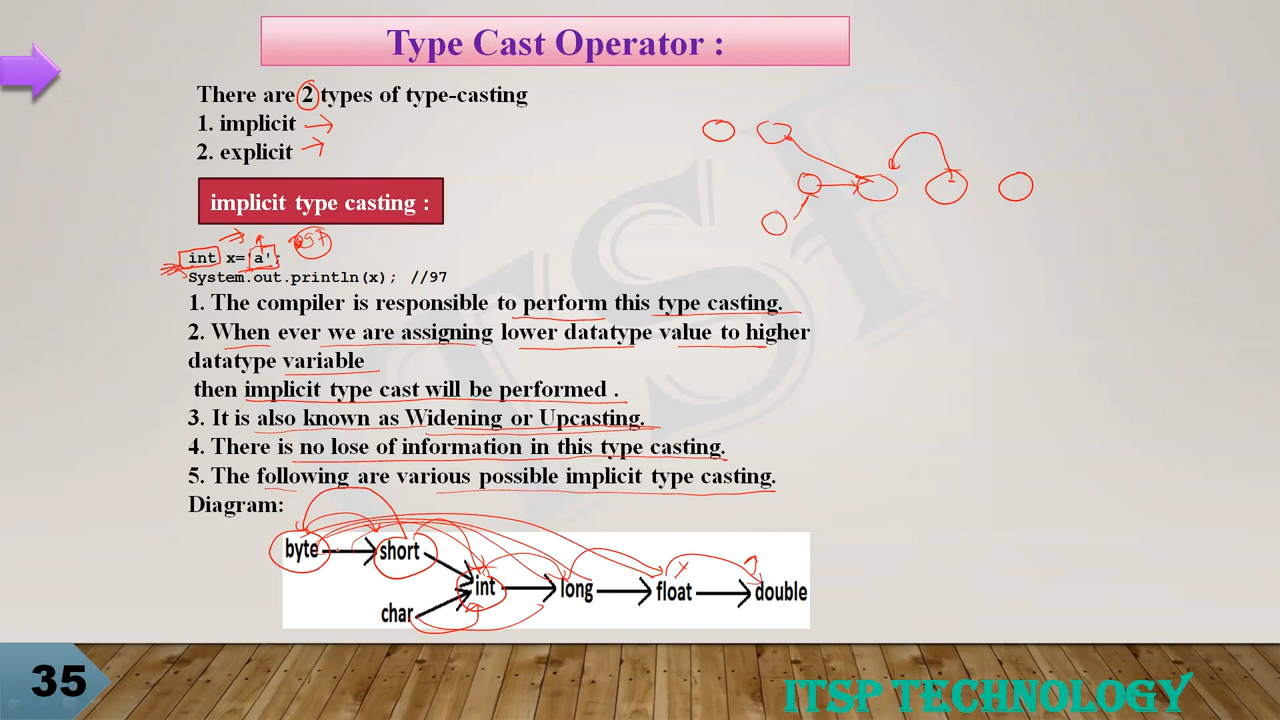 Type Cast Operator :
There are 2 types of type-casting
1. implicit
2. explicit
implicit type casting :
97
int x='a';
System.out.println(x); //97
1. The compiler is responsible to perform this type casting.
2. When ever we are assigning lower datatype value to higher
datatype variable
then implicit type cast will be performed .
3. It is also known as Widening or Upcasting.
4. There is no lose of information in this type casting.
5. The following are various possible implicit type casting.
Diagram:
byte short
int long float double
char
35
ITSP TECHNOLOGY